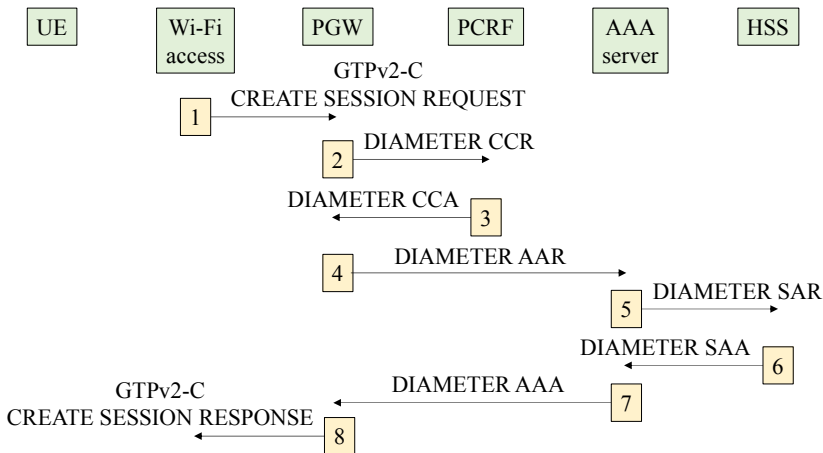 UE
Wi-Fi
access
PGW
PCRF
AAA
server
HSS
GTPv2-C
CREATE SESSION REQUEST
1
DIAMETER CCR
2
DIAMETER CCA
3
DIAMETER AAR
4
DIAMETER SAR
5
DIAMETER SAA
6
DIAMETER AAA
7
GTPv2-C
CREATE SESSION RESPONSE
8